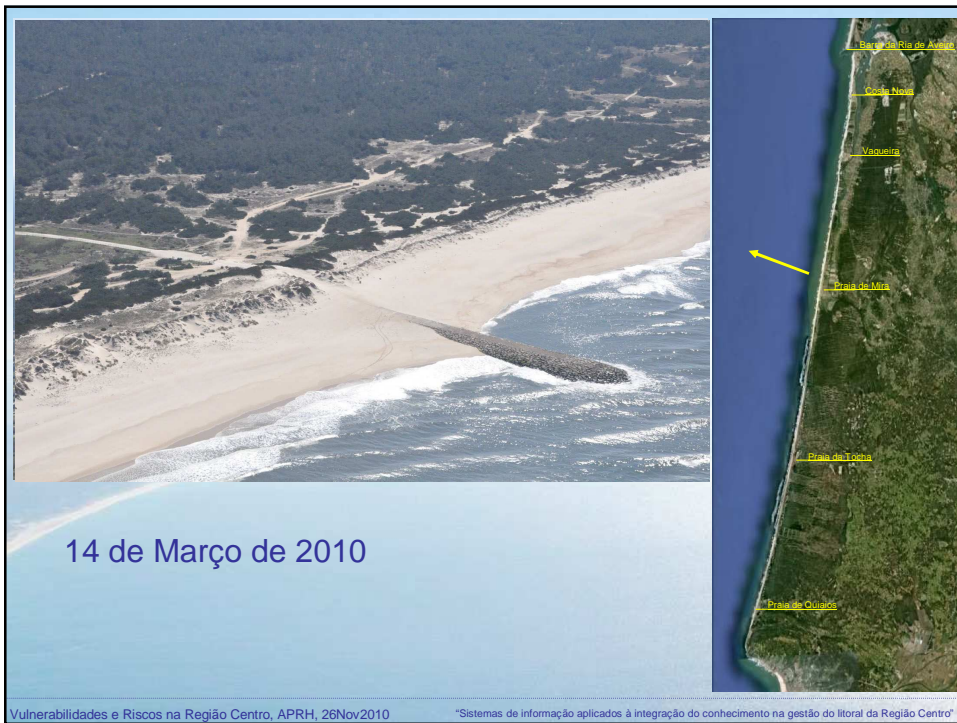 Barra da Ria de Aveiro
Costa Nova
Vagueira
Praia de Mira
Praia da Tocha
Praia de Quiaios
14 de Março de 2010
Vulnerabilidades e Riscos na Região Centro, APRH, 26Nov2010
“Sistemas de informação aplicados à integração do conhecimento na gestão do litoral da Região Centro”